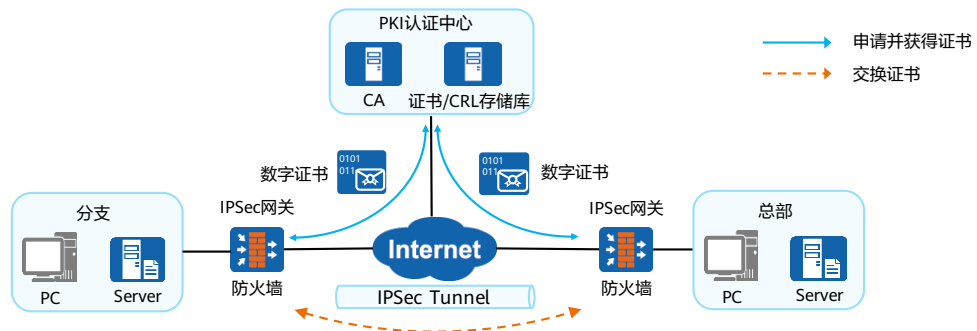 PKI认证中心
CA
证书/CRL存储库
申请并获得证书
交换证书
数字证书
0101
011
0101
011
数字证书
分支
PC
Server
IPSec网关
防火墙
Internet
IPSec Tunnel
IPSec网关
防火墙
总部
PC
Server